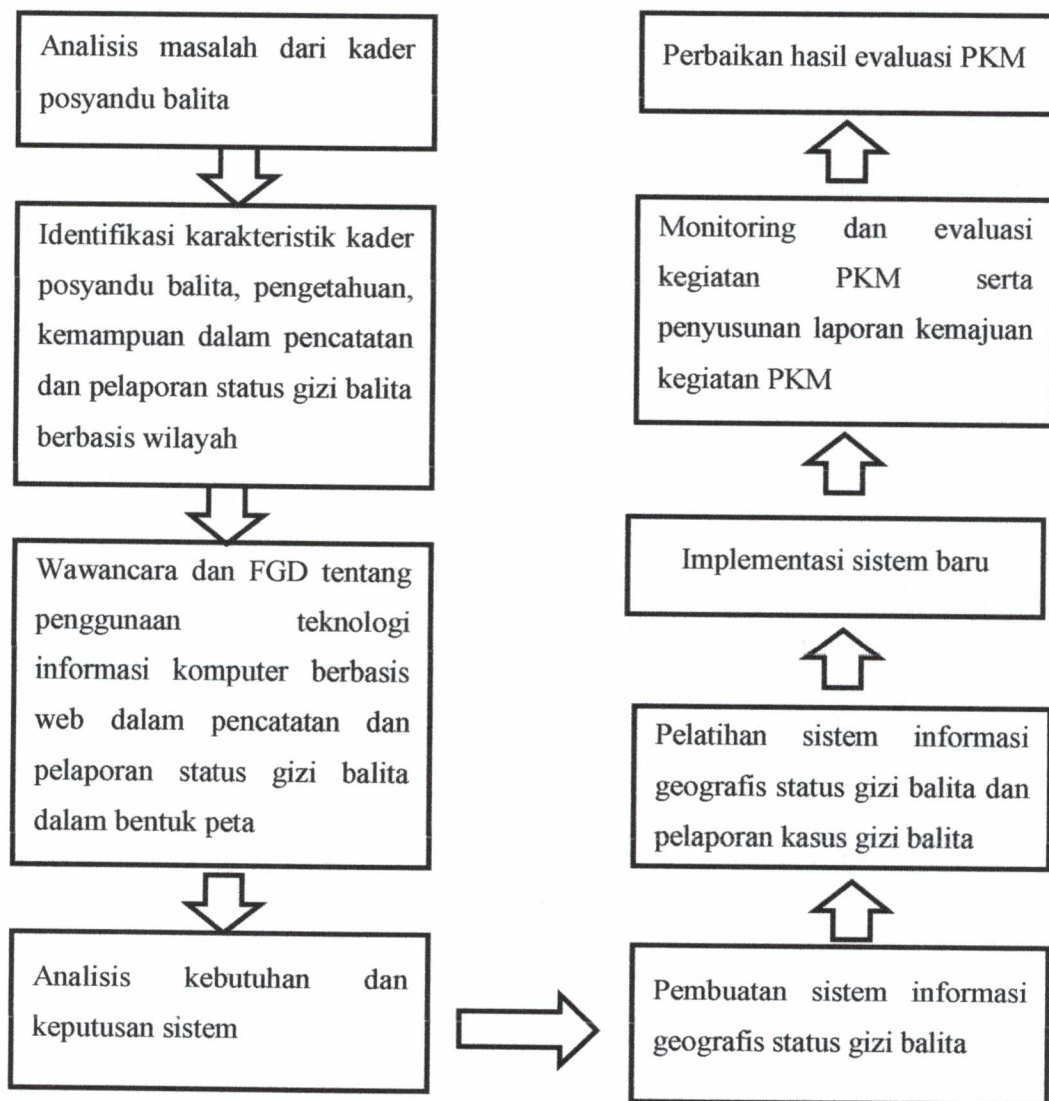 Analisis masalah dari kader
posyandu balita
Identifikasi karakteristik kader
posyandu balita, pengetahuan,
kemampuan dalam pencatatan
dan pelaporan status gizi balita
berbasis wilayah
Wawancara dan FGD tentang
penggunaan teknologi
informasi komputer berbasis
web dalam pencatatan dan
pelaporan status gizi balita
dalam bentuk peta
Analisis kebutuhan dan
keputusan sistem
Pembuatan sistem informasi
geografis status gizi balita
Pelatihan sistem informasi
geografis status gizi balita dan
pelaporan kasus gizi balita
Implementasi sistem baru
Monitoring dan evaluasi
kegiatan PKM serta
penyusunan laporan kemajuan
kegiatan PKM
Perbaikan hasil evaluasi PKM